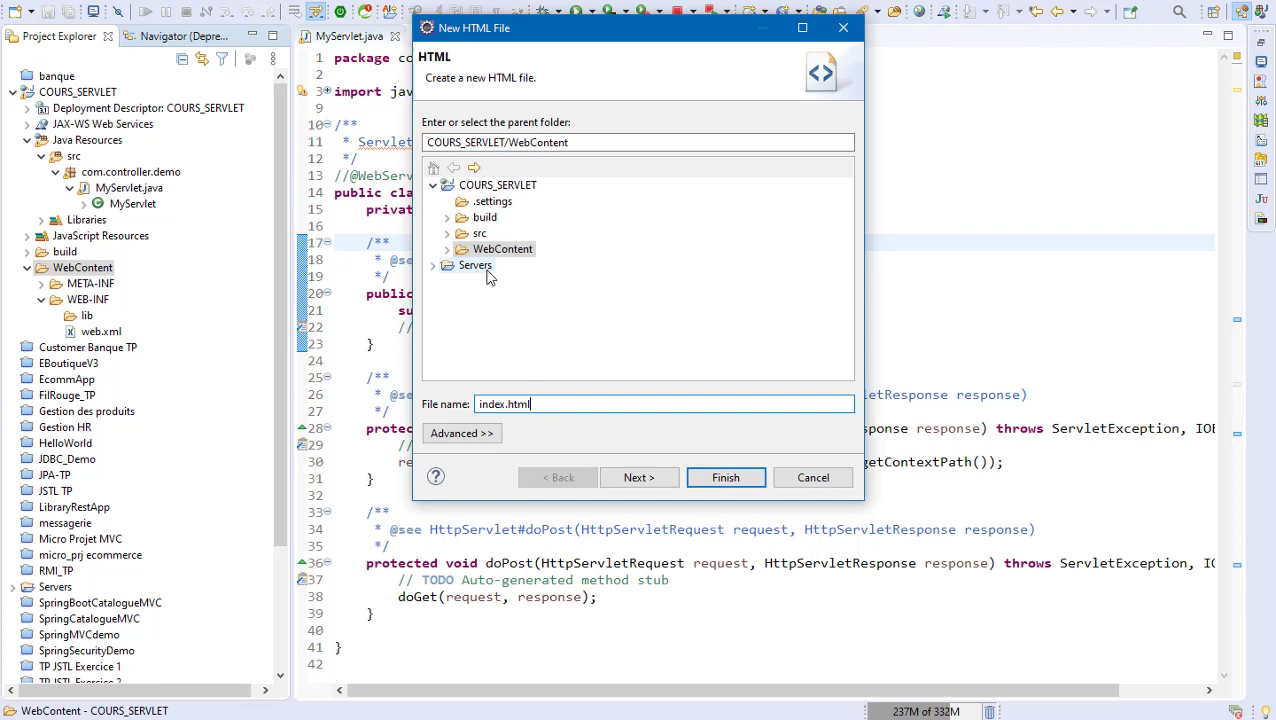 Project Explorer
Navigator (Depre...
banque
COURS_SERVLET
Deployment Descriptor: COURS_SERVLET
JAX-WS Web Services
Java Resources
src
com.controller.demo
MyServlet.java
MyServlet
Libraries
JavaScript Resources
build
WebContent
META-INF
WEB-INF
lib
web.xml
Customer Banque TP
EBoutiqueV3
EcommApp
FilRouge_TP
Gestion des produits
Gestion HR
HelloWorld
JDBC_Demo
JPA-TP
JSTL TP
LibraryRestApp
messagerie
Micro Projet MVC
micro_prj ecommerce
RMI_TP
Servers
SpringBootCatalogueMVC
SpringCatalogueMVC
SpringMVCdemo
SpringSecurityDemo
TP JSTL Exercice 1
MyServlet.java
1 package co
2
3 import jav
9
10 /**
11 * Servlet
12 */
13 //@WebServ
14 public cla
15 privat
16
17 /**
18 * @se
19 */
20 public
21 su
22 //
23 }
24
25 /**
26 * @se letResponse response)
27 */
28 protec response) throws ServletException, IOE
29 //
30 re getContextPath());
31 }
32
33 /**
34 * @see HttpServlet#doPost(HttpServletRequest request, HttpServletResponse response)
35 */
36 protected void doPost(HttpServletRequest request, HttpServletResponse response) throws ServletException, IO
37 // TODO Auto-generated method stub
38 doGet(request, response);
39 }
40
41 }
42
New HTML File
HTML
Create a new HTML file.
Enter or select the parent folder:
COURS_SERVLET/WebContent
COURS_SERVLET
.settings
build
src
WebContent
Servers
File name: index.html
Advanced >>
< Back
Next >
Finish
Cancel
WebContent - COURS_SERVLET
237M of 332M